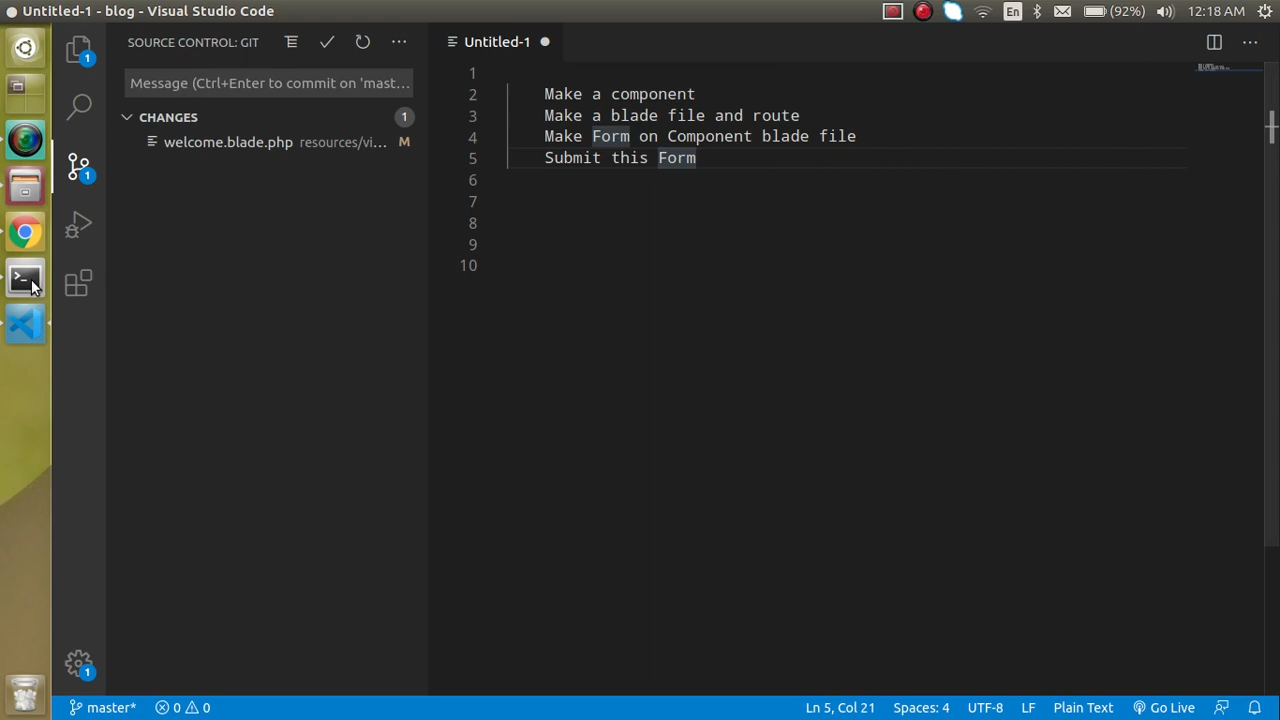 Untitled-1 - blog - Visual Studio Code
En
(92%)
12:18 AM
SOURCE CONTROL: GIT
Untitled-1
1
Message (Ctrl+Enter to commit on 'mast...
CHANGES
1
welcome.blade.php resources/vi... M
1
1
1
2 Make a component
3 Make a blade file and route
4 Make Form on Component blade file
5 Submit this Form
6
7
8
9
10
master*
0
0
Ln 5, Col 21
Spaces: 4
UTF-8
LF
Plain Text
Go Live